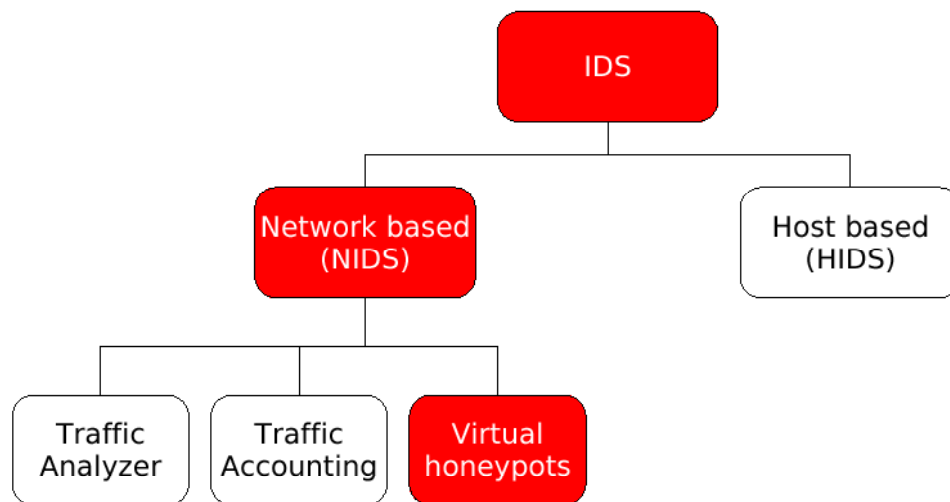 IDS
Network based
(NIDS)
Host based
(HIDS)
Traffic
Analyzer
Traffic
Accounting
Virtual
honeypots